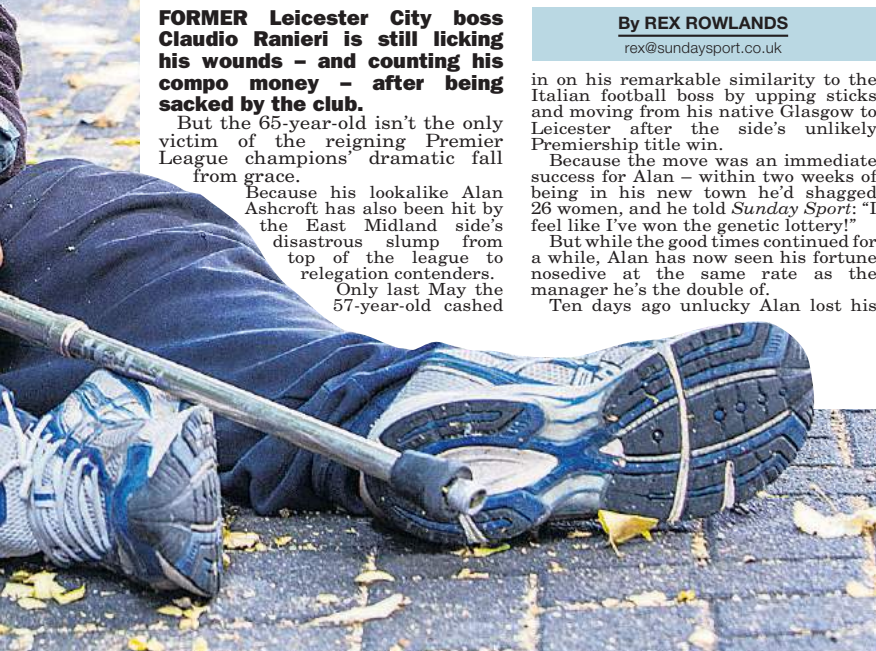 FORMER Leicester City boss
Claudio Ranieri is still licking
his wounds – and counting his
compo money – after being
sacked by the club.
But the 65-year-old isn't the only
victim of the reigning Premier
League champions' dramatic fall
from grace.
Because his lookalike Alan
Ashcroft has also been hit by
the East Midland side's
disastrous slump from
top of the league to
relegation contenders.
Only last May the
57-year-old cashed
By REX ROWLANDS
rex@sundaysport.co.uk
in on his remarkable similarity to the
Italian football boss by upping sticks
and moving from his native Glasgow to
Leicester after the side's unlikely
Premiership title win.
Because the move was an immediate
success for Alan – within two weeks of
being in his new town he'd shagged
26 women, and he told Sunday Sport: “I
feel like I've won the genetic lottery!”
But while the good times continued for
a while, Alan has now seen his fortune
nosedive at the same rate as the
manager he's the double of.
Ten days ago unlucky Alan lost his